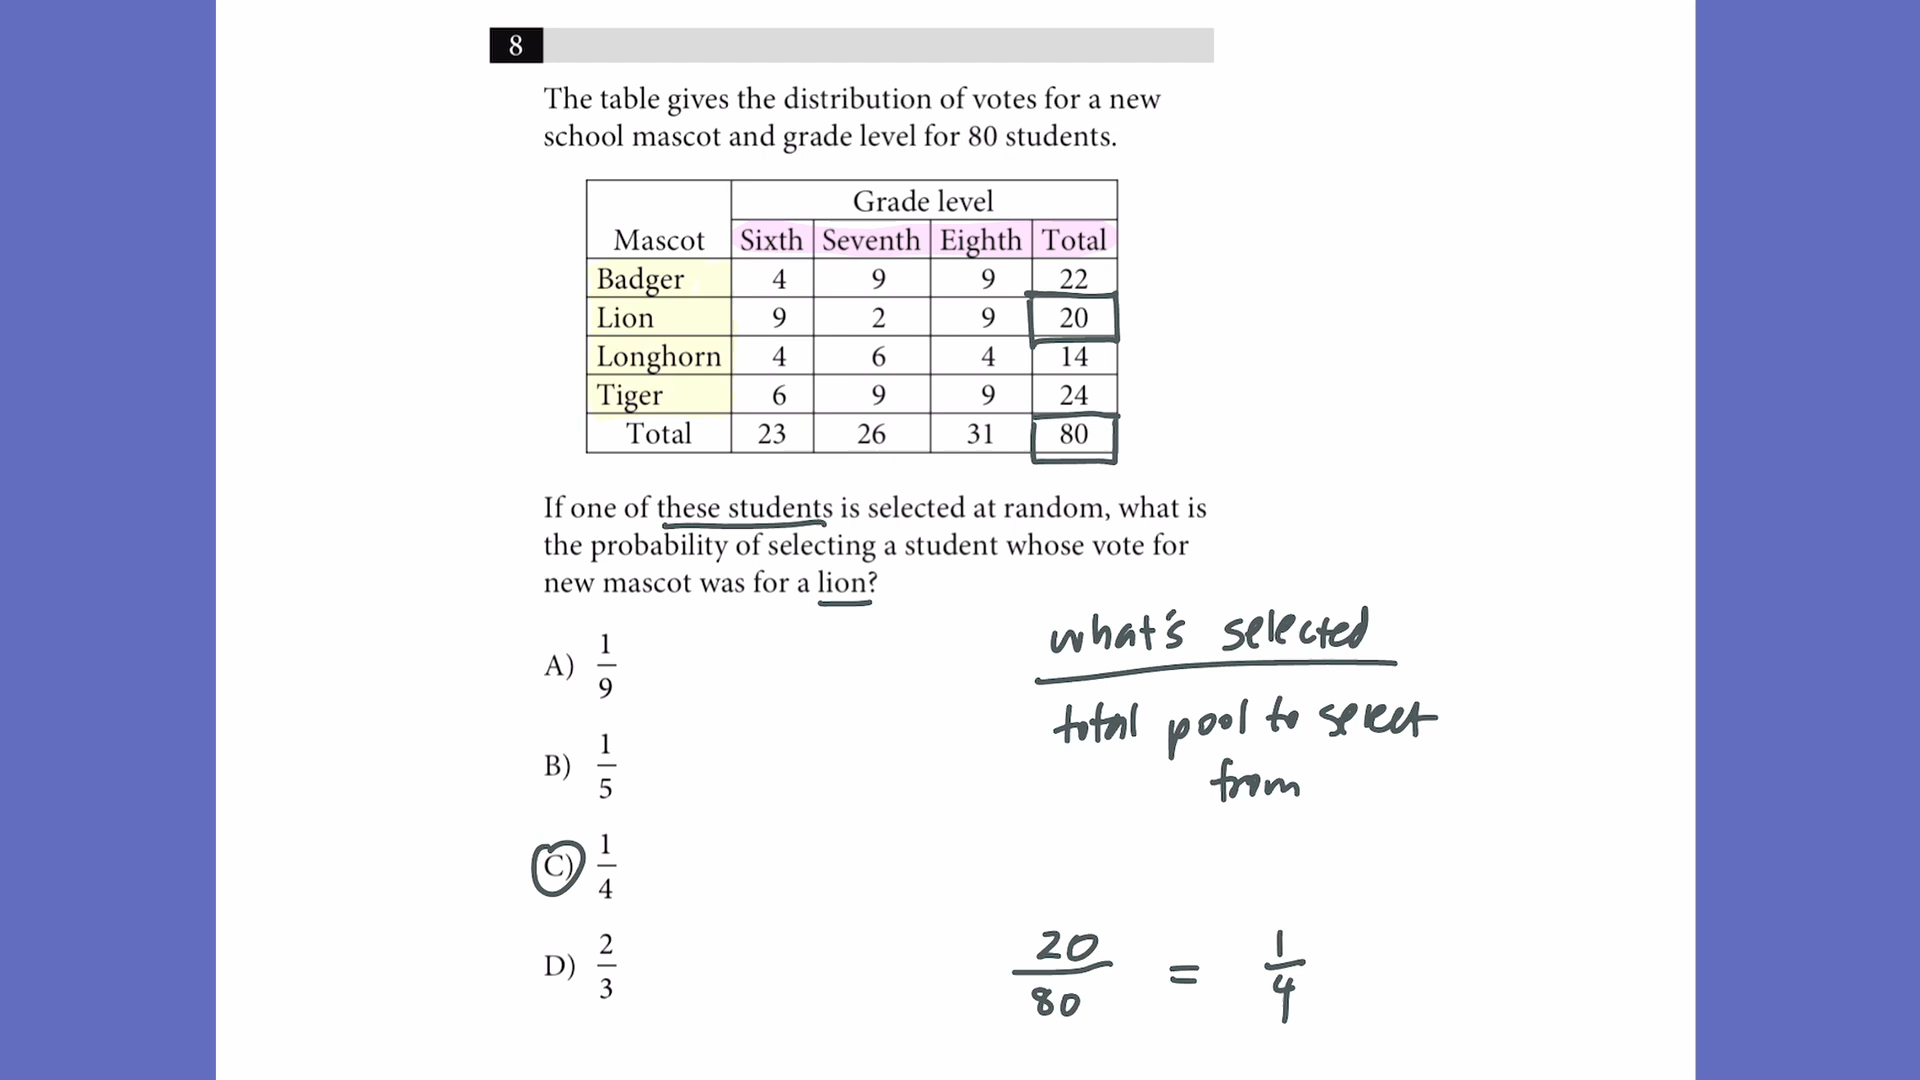 8
The table gives the distribution of votes for a new
school mascot and grade level for 80 students.
Grade level
Mascot Sixth Seventh Eighth Total
Badger 4 9 9 22
Lion 9 2 9 20
Longhorn 4 6 4 14
Tiger 6 9 9 24
Total 23 26 31 80
If one of these students is selected at random, what is
the probability of selecting a student whose vote for
new mascot was for a lion?
what's selected
total pool to select
from
A) 1/9
B) 1/5
C) 1/4
D) 2/3
20/80 = 1/4